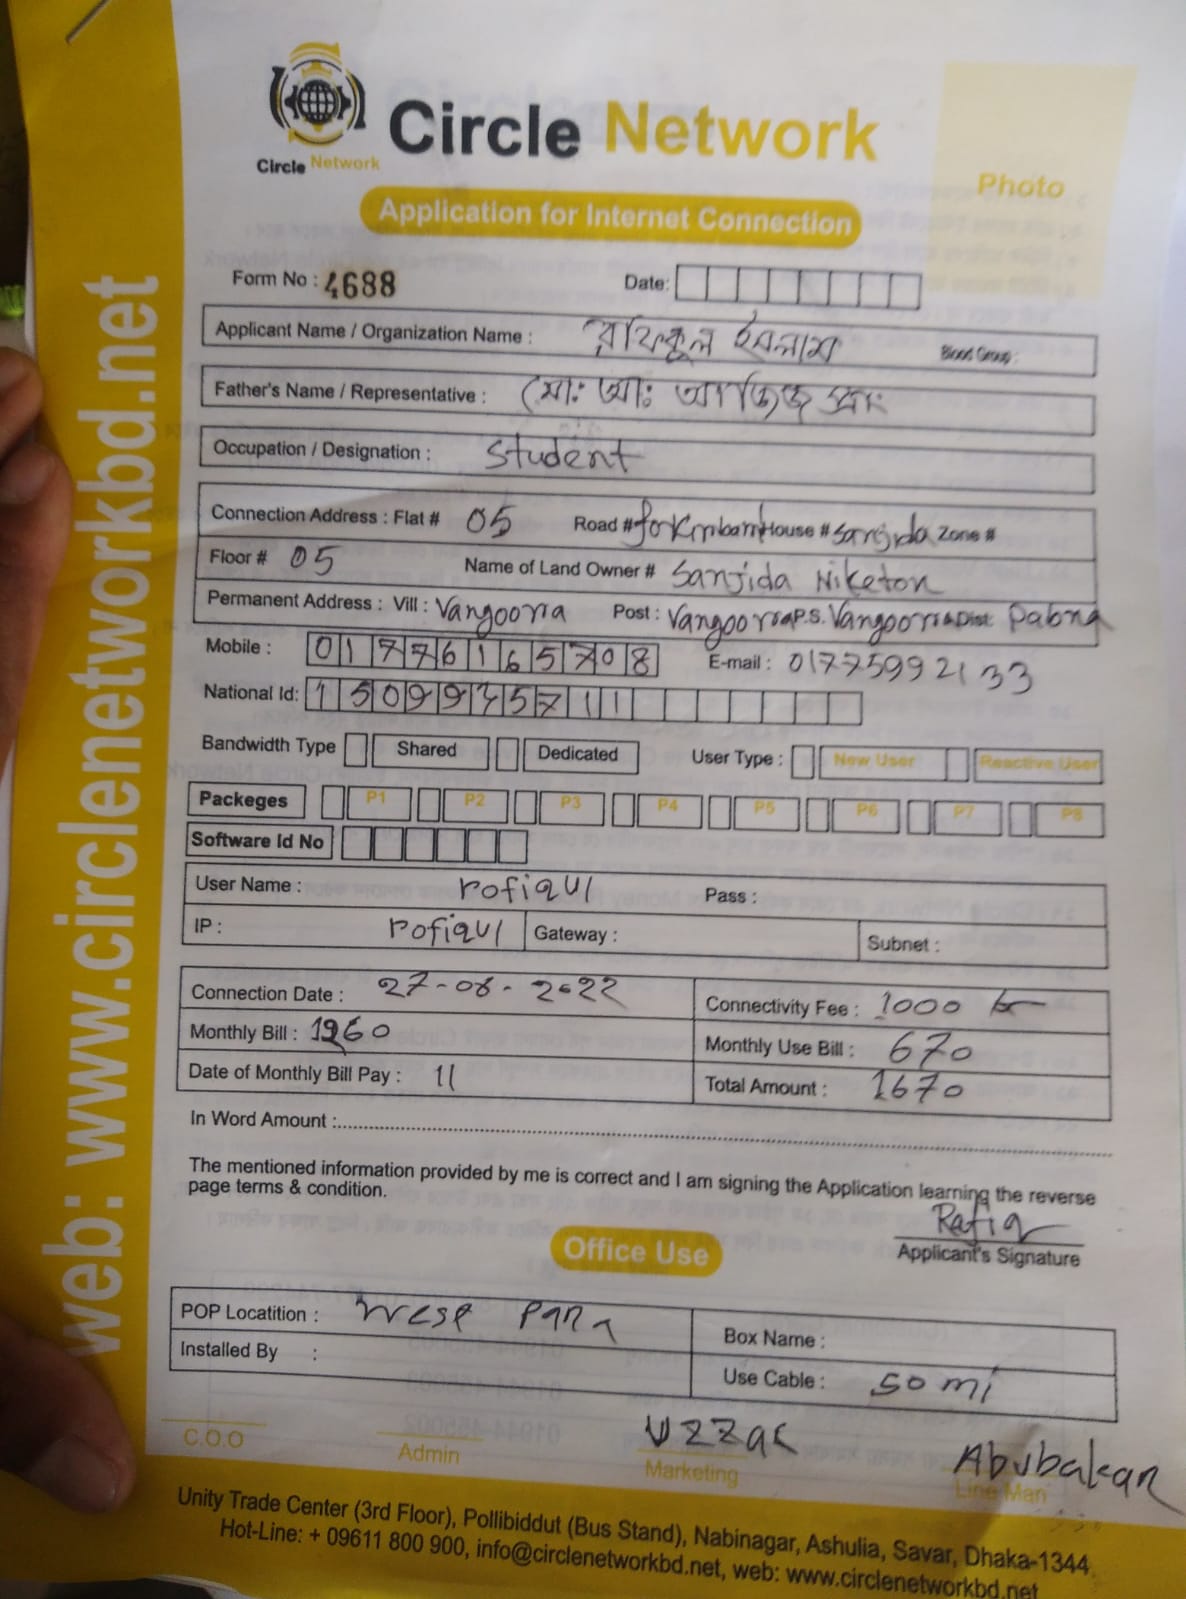 web: www.circlenetworkbd.net
Circle Network
Circle Network
Photo
Application for Internet Connection
Form No : 4688 Date:
Applicant Name / Organization Name : রফিকুল ইসলাম Blood Group :
Father's Name / Representative : মোঃ আঃ আজিজ প্রাং
Occupation / Designation : Student
Connection Address : Flat # 05 Road # House # Sanjida Zone #
Floor # 05 Name of Land Owner # Sanjida Niketon
Permanent Address : Vill : Vangoorra Post : Vangoorra P.S. Vangoorra Dist: Pabna
Mobile : 01776165708 E-mail : 01775992133
National Id:
Bandwidth Type Shared Dedicated User Type : New User Reactive User
Packeges P1 P2 P3 P4 P5 P6 P7 P8
Software Id No
User Name : rofiqul Pass :
IP : rofiqul Gateway : Subnet :
Connection Date : 27-08-2022 Connectivity Fee : 1000
Monthly Bill : Monthly Use Bill : 670
Date of Monthly Bill Pay : 11 Total Amount : 1670
In Word Amount :
The mentioned information provided by me is correct and I am signing the Application learning the reverse
page terms & condition.
Rafiq
Applicant's Signature
Office Use
POP Locatition : Para Box Name :
Installed By : Use Cable : 50 mi
Abubakar
C.O.O Admin Marketing Line Man
Unity Trade Center (3rd Floor), Pollibiddut (Bus Stand), Nabinagar, Ashulia, Savar, Dhaka-1344
Hot-Line: + 09611 800 900, info@circlenetworkbd.net, web: www.circlenetworkbd.net